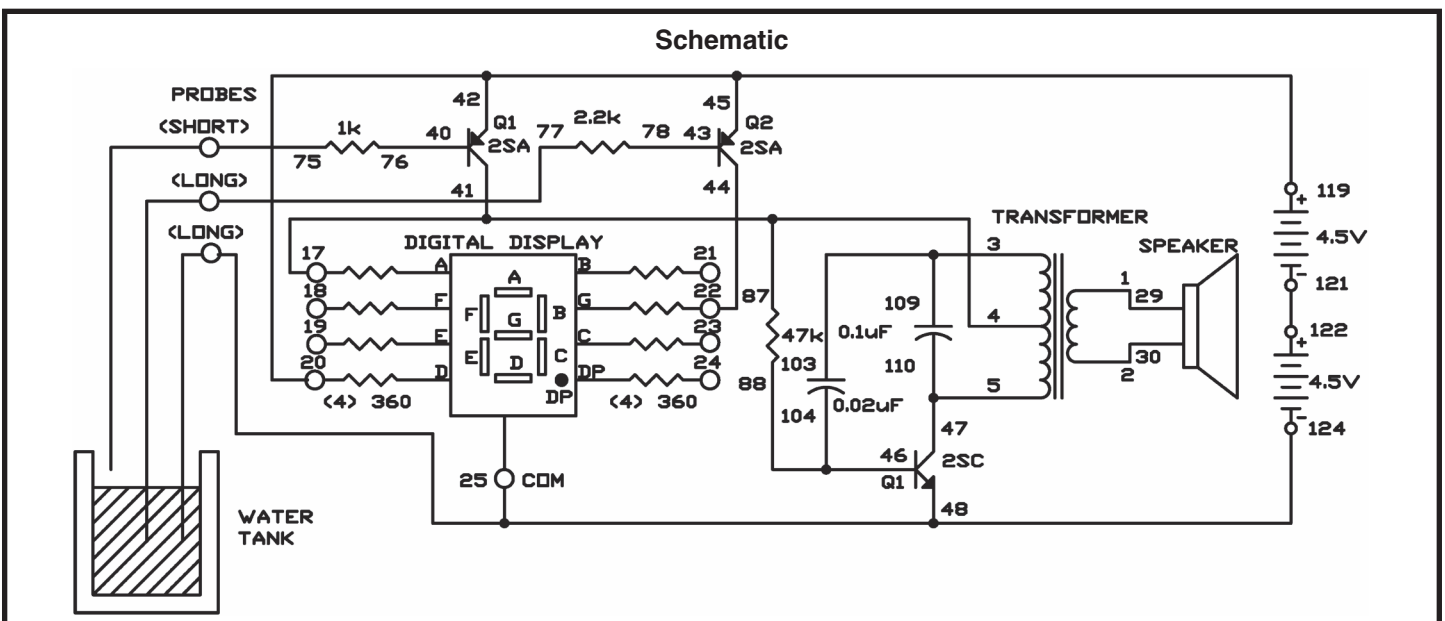 Schematic
PROBES
(SHORT)
(LONG)
(LONG)
75
1k
76
40
42
Q1
2SA
41
77
2.2k
78
43
45
Q2
2SA
44
DIGITAL DISPLAY
17
18
19
20
A
F
E
D
(4) 360
A
F
B
G
E
D
C
DP
B
G
C
DP
21
22
23
24
(4) 360
25
COM
WATER
TANK
87
47k
88
103
0.02uF
104
109
0.1uF
110
46
47
2SC
Q1
48
TRANSFORMER
3
4
5
1
2
29
30
SPEAKER
119
+
4.5V
-
121
122
+
4.5V
-
124